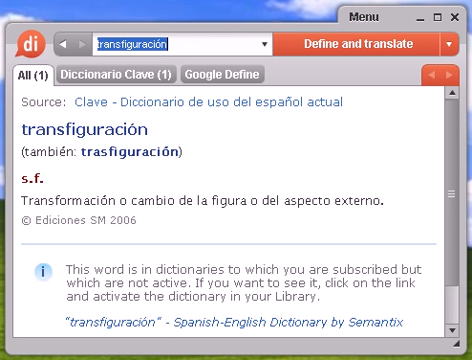 Menu
di
transfiguración
Define and translate
All (1)
Diccionario Clave (1)
Google Define
Source: Clave - Diccionario de uso del español actual
transfiguración
(también: trasfiguración)
s.f.
Transformación o cambio de la figura o del aspecto externo.
© Ediciones SM 2006
i
This word is in dictionaries to which you are subscribed but
which are not active. If you want to see it, click on the link
and activate the dictionary in your Library.
"transfiguración" - Spanish-English Dictionary by Semantix